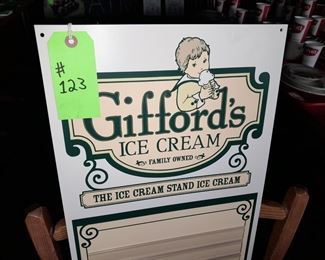 # 123
Gifford's
ICE CREAM
FAMILY OWNED
THE ICE CREAM STAND ICE CREAM